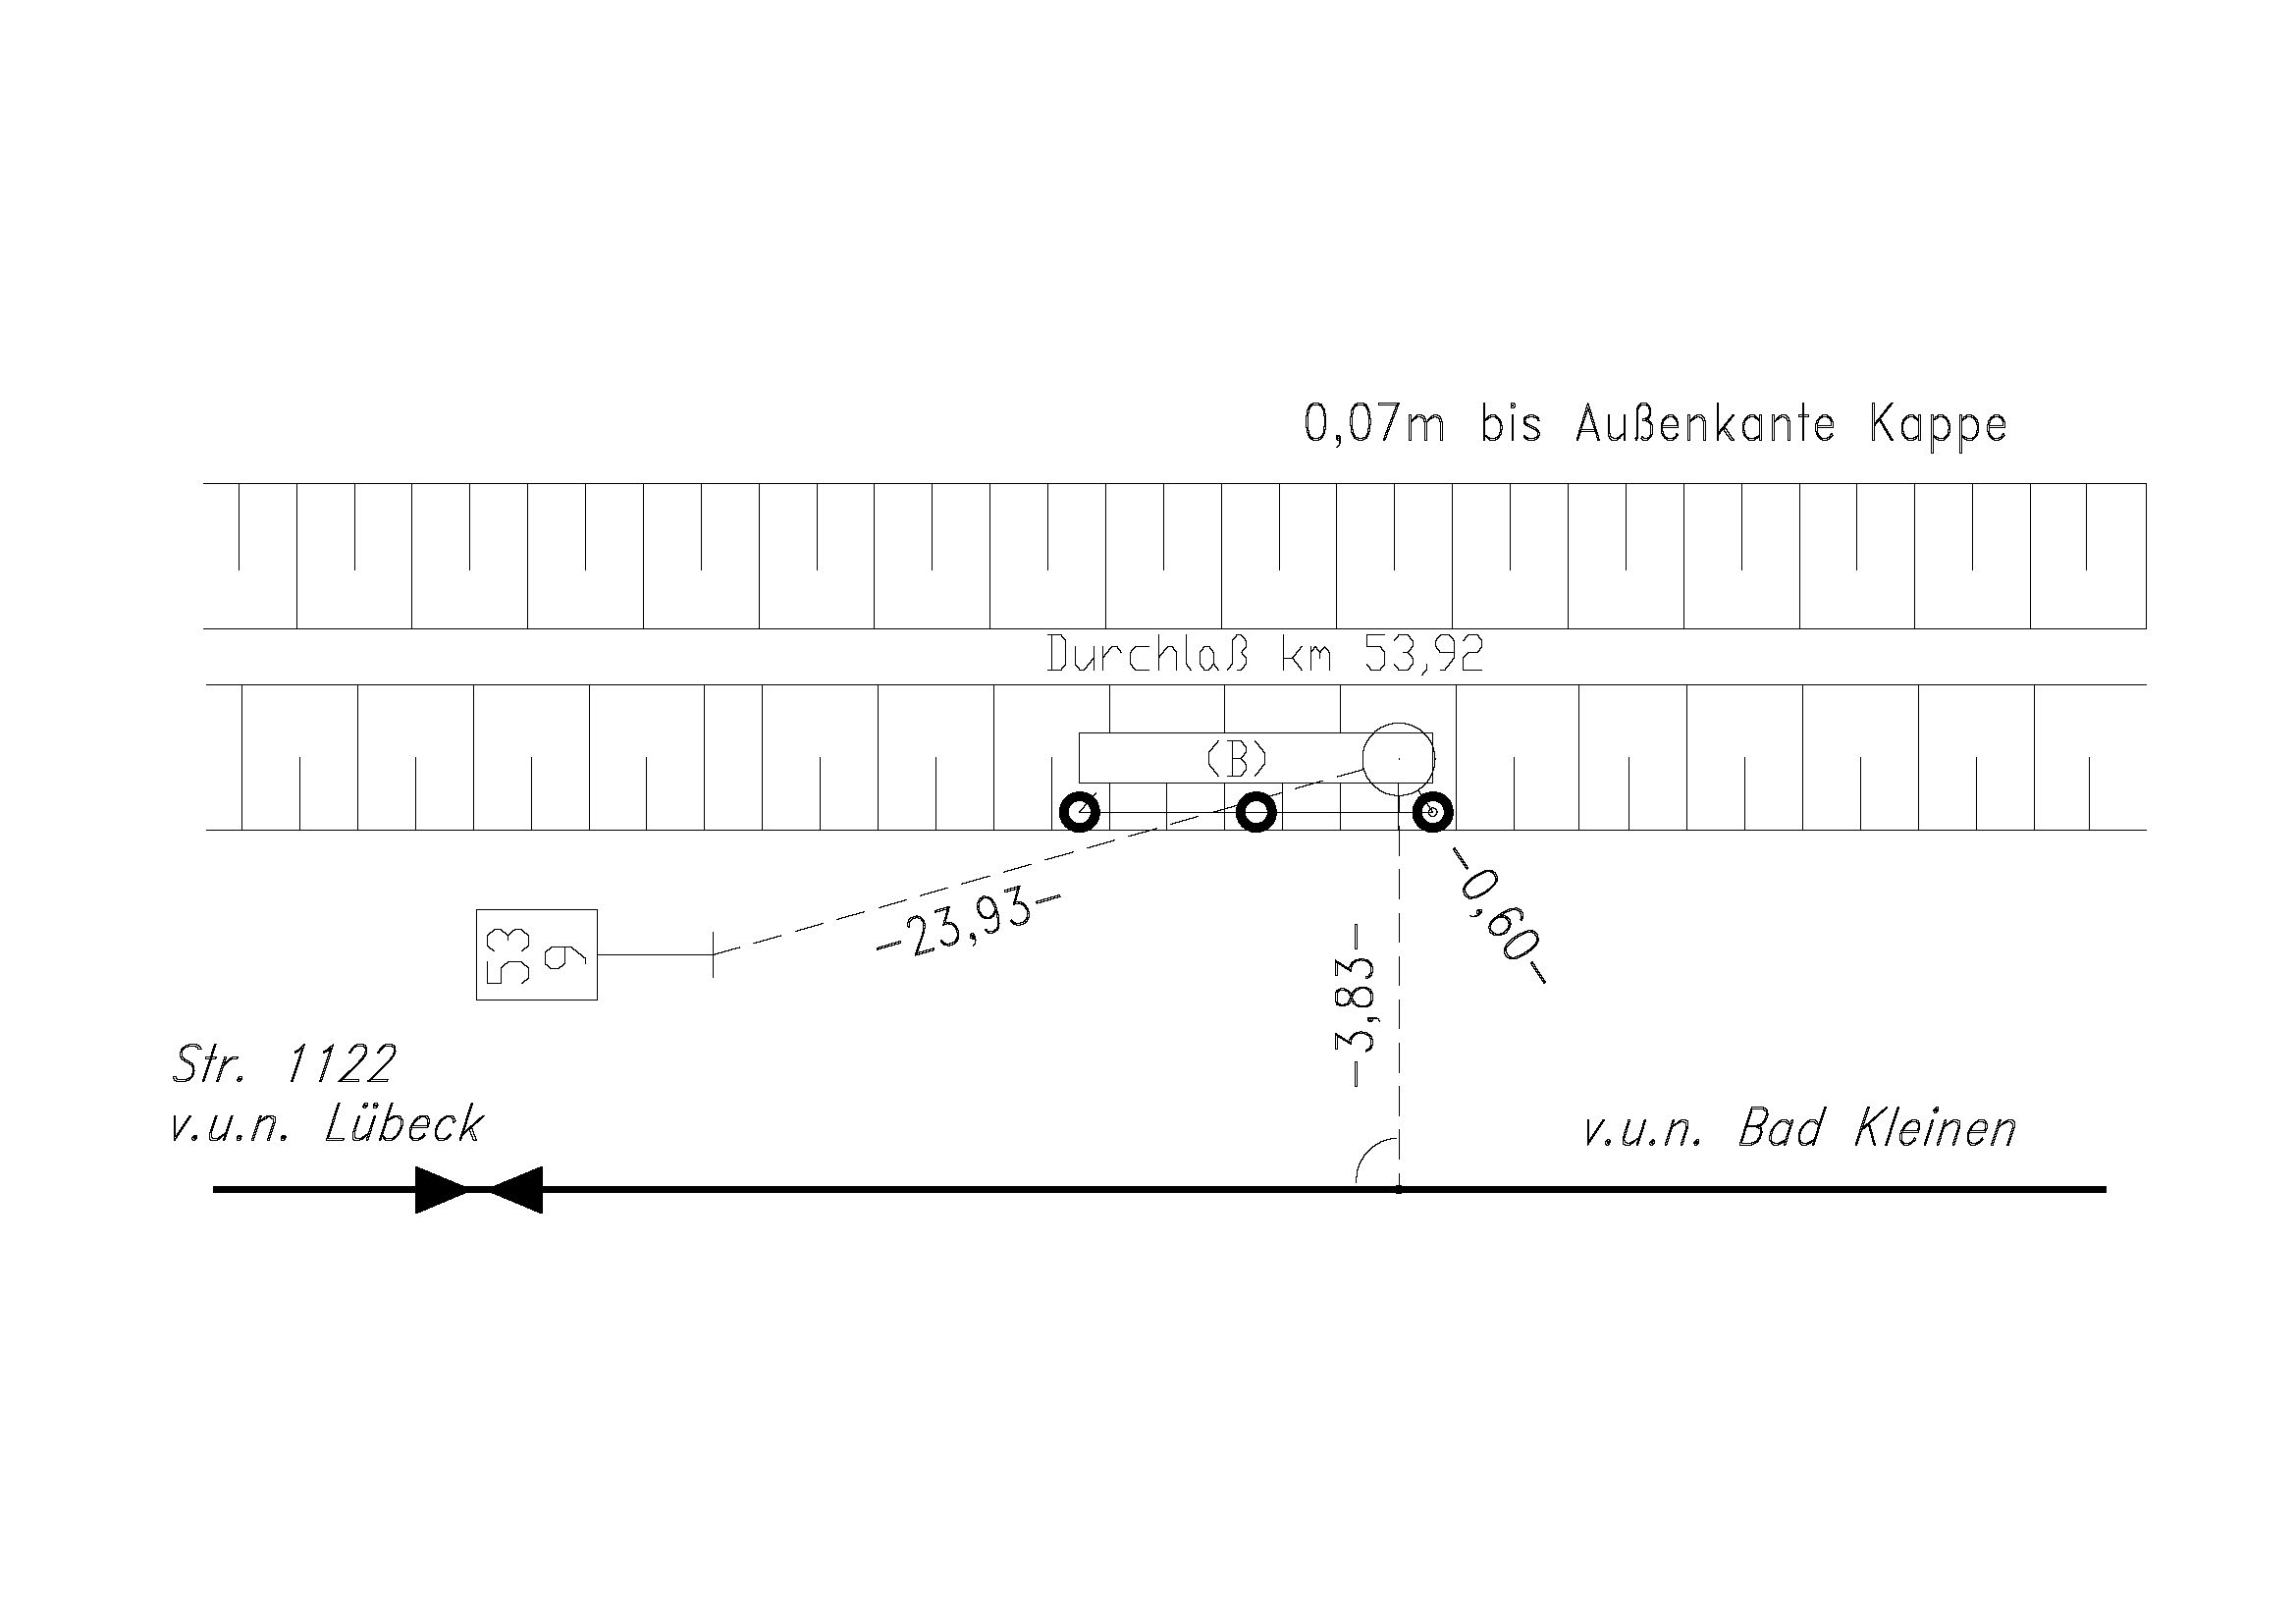 0,07m bis Außenkante Kappe
Durchlaß km 53,92
(B)
-23,93-
-0,60-
-3,83-
53
9
Str. 1122
v.u.n. Lübeck
v.u.n. Bad Kleinen